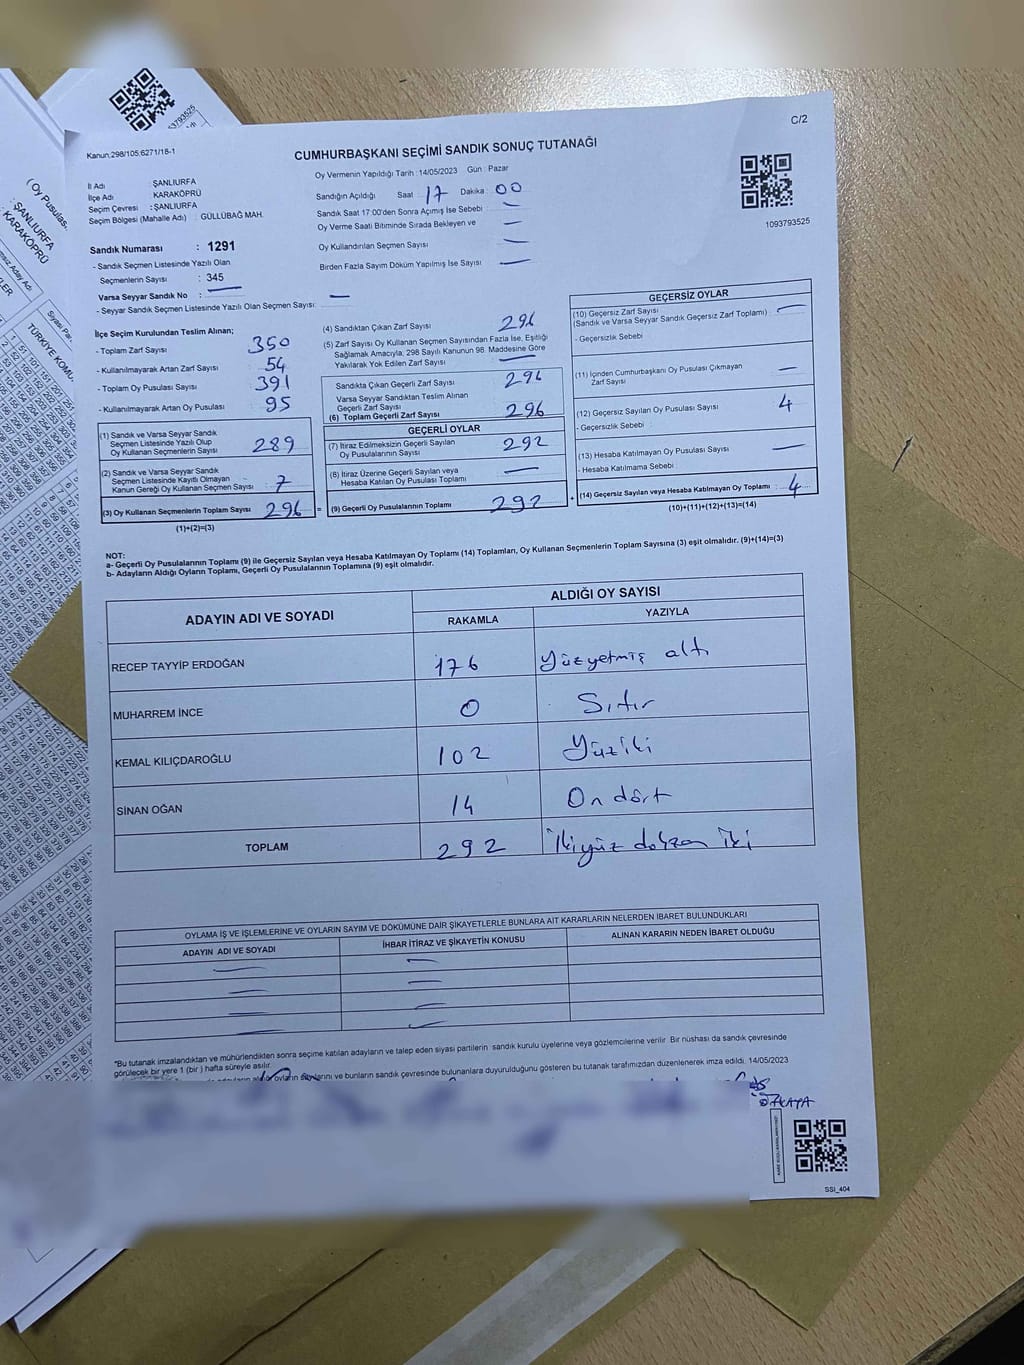 C/2
Kanun;298/105;6271/18-1
CUMHURBAŞKANI SEÇİMİ SANDIK SONUÇ TUTANAĞI
1093793525
İl Adı : ŞANLIURFA
İlçe Adı : KARAKÖPRÜ
Seçim Çevresi : ŞANLIURFA
Seçim Bölgesi (Mahalle Adı) : GÜLLÜBAĞ MAH.
Sandık Numarası : 1291
- Sandık Seçmen Listesinde Yazılı Olan
Seçmenlerin Sayısı : 345
Varsa Seyyar Sandık No :
- Seyyar Sandık Seçmen Listesinde Yazılı Olan Seçmen Sayısı:
Oy Vermenin Yapıldığı Tarih : 14/05/2023 Gün : Pazar
Sandığın Açıldığı Saat : 17 Dakika : 00
Sandık Saat 17:00'den Sonra Açımış İse Sebebi :
Oy Verme Saati Bitiminde Sırada Bekleyen ve
Oy Kullandırılan Seçmen Sayısı
Birden Fazla Sayım Döküm Yapılmış İse Sayısı
İlçe Seçim Kurulundan Teslim Alınan;
- Toplam Zarf Sayısı 350
- Kullanılmayarak Artan Zarf Sayısı 54
- Toplam Oy Pusulası Sayısı 391
- Kullanılmayarak Artan Oy Pusulası 95
(1) Sandık ve Varsa Seyyar Sandık
Seçmen Listesinde Yazılı Olup
Oy Kullanan Seçmenlerin Sayısı 289
(2) Sandık ve Varsa Seyyar Sandık
Seçmen Listesinde Kayıtlı Olmayan
Kanun Gereği Oy Kullanan Seçmen Sayısı : 7
(3) Oy Kullanan Seçmenlerin Toplam Sayısı 296
(1)+(2)=(3)
(4) Sandıktan Çıkan Zarf Sayısı 296
(5) Zarf Sayısı Oy Kullanan Seçmen Sayısından Fazla İse, Eşitliği
Sağlamak Amacıyla, 298 Sayılı Kanunun 98. Maddesine Göre
Yakılarak Yok Edilen Zarf Sayısı
Sandıkta Çıkan Geçerli Zarf Sayısı 296
Varsa Seyyar Sandıktan Teslim Alınan
Geçerli Zarf Sayısı
(6) Toplam Geçerli Zarf Sayısı 296
GEÇERLİ OYLAR
(7) İtiraz Edilmeksizin Geçerli Sayılan
Oy Pusulalarının Sayısı 292
(8) İtiraz Üzerine Geçerli Sayılan veya
Hesaba Katılan Oy Pusulası Toplamı
= (9) Geçerli Oy Pusulalarının Toplamı 292
GEÇERSİZ OYLAR
(10) Geçersiz Zarf Sayısı
(Sandık ve Varsa Seyyar Sandık Geçersiz Zarf Toplamı) :
- Geçersizlik Sebebi
(11) İçinden Cumhurbaşkanı Oy Pusulası Çıkmayan
Zarf Sayısı
(12) Geçersiz Sayılan Oy Pusulası Sayısı : 4
- Geçersizlik Sebebi
(13) Hesaba Katılmayan Oy Pusulası Sayısı
- Hesaba Katılmama Sebebi
+ (14) Geçersiz Sayılan veya Hesaba Katılmayan Oy Toplamı : 4
(10)+(11)+(12)+(13)=(14)
NOT:
a- Geçerli Oy Pusulalarının Toplamı (9) ile Geçersiz Sayılan veya Hesaba Katılmayan Oy Toplamı (14) Toplamları, Oy Kullanan Seçmenlerin Toplam Sayısına (3) eşit olmalıdır. (9)+(14)=(3)
b- Adayların Aldığı Oyların Toplamı, Geçerli Oy Pusulalarının Toplamına (9) eşit olmalıdır.
ADAYIN ADI VE SOYADI
ALDIĞI OY SAYISI
RAKAMLA YAZIYLA
RECEP TAYYİP ERDOĞAN 176 Yüzyetmiş altı
MUHARREM İNCE 0 Sıfır
KEMAL KILIÇDAROĞLU 102 Yüziki
SİNAN OĞAN 14 On dört
TOPLAM 292 İkiyüz doksan iki
OYLAMA İŞ VE İŞLEMLERİNE VE OYLARIN SAYIM VE DÖKÜMÜNE DAİR ŞİKAYETLERLE BUNLARA AİT KARARLARIN NELERDEN İBARET BULUNDUKLARI
ADAYIN ADI VE SOYADI İHBAR İTİRAZ VE ŞİKAYETİN KONUSU ALINAN KARARIN NEDEN İBARET OLDUĞU
"Bu tutanak imzalandıktan ve mühürlendikten sonra seçime katılan adayların ve talep eden siyasi partilerin sandık kurulu üyelerine veya gözlemcilerine verilir. Bir nüshası da sandık çevresinde
görülecek bir yere 1 (bir ) hafta süreyle asılır.
oyların sayılarını ve bunların sandık çevresinde bulunanlara duyurulduğunu gösteren bu tutanak tarafımızdan düzenlenerek imza edildi. 14/05/2023
ÖZKAYA
SSI_404
( Oy Pusulas
: ŞANLIURFA
: KARAKÖPRÜ
TÜRKİYE KOMÜ